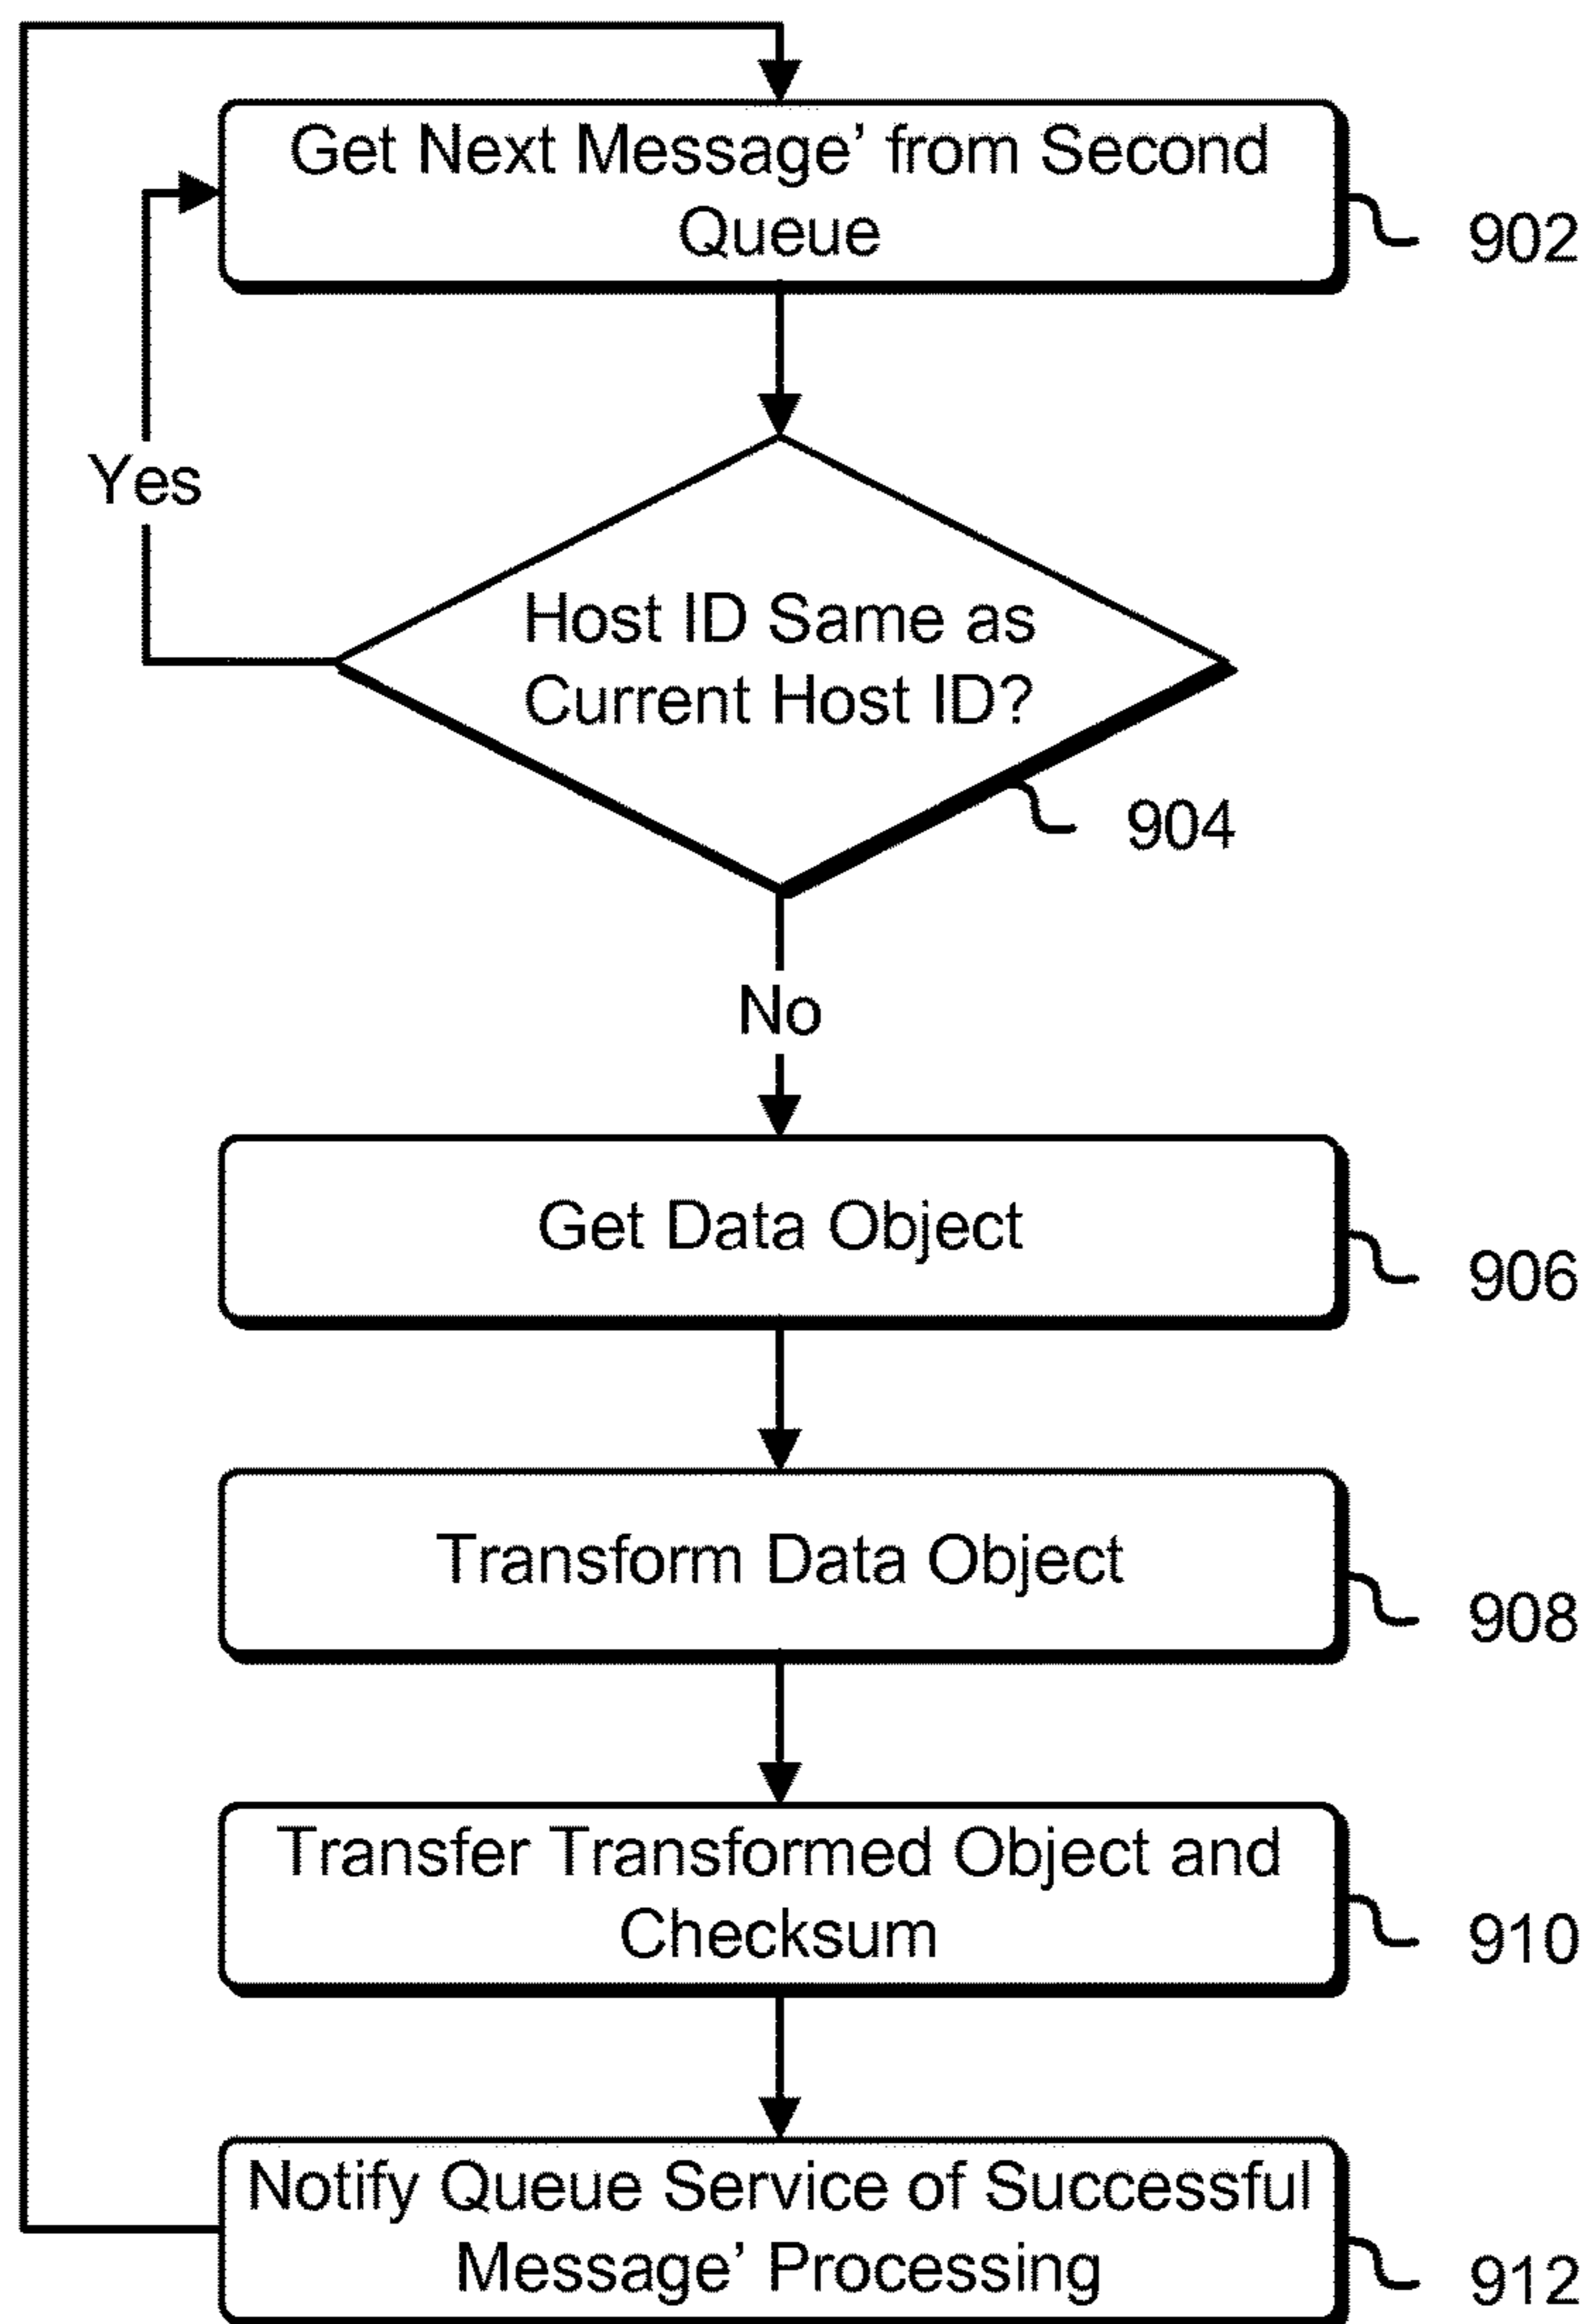 Get Next Message’ from Second
Queue
902
Yes
Host ID Same as
Current Host ID?
904
No
Get Data Object
906
Transform Data Object
908
Transfer Transformed Object and
Checksum
910
Notify Queue Service of Successful
Message’ Processing
912